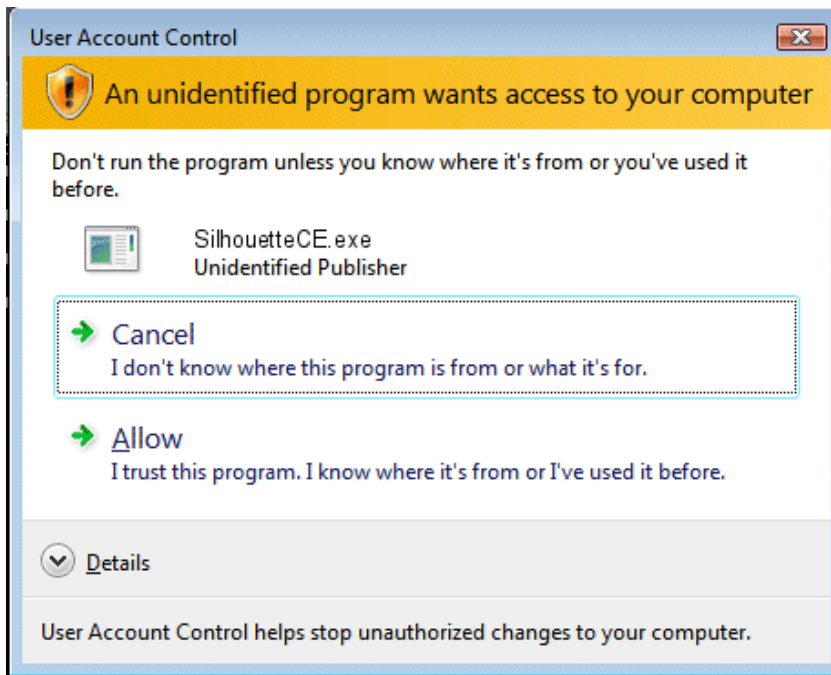 User Account Control
An unidentified program wants access to your computer
Don't run the program unless you know where it's from or you've used it
before.
SilhouetteCE.exe
Unidentified Publisher
Cancel
I don't know where this program is from or what it's for.
Allow
I trust this program. I know where it's from or I've used it before.
Details
User Account Control helps stop unauthorized changes to your computer.